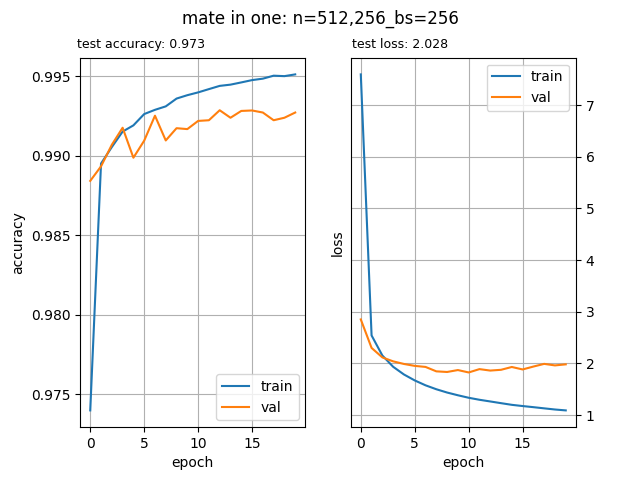 mate in one: n=512,256_bs=256
test accuracy: 0.973
test loss: 2.028
0.995
0.990
0.985
0.980
0.975
accuracy
0
5
10
15
epoch
train
val
loss
train
val
7
6
5
4
3
2
1
0
5
10
15
epoch